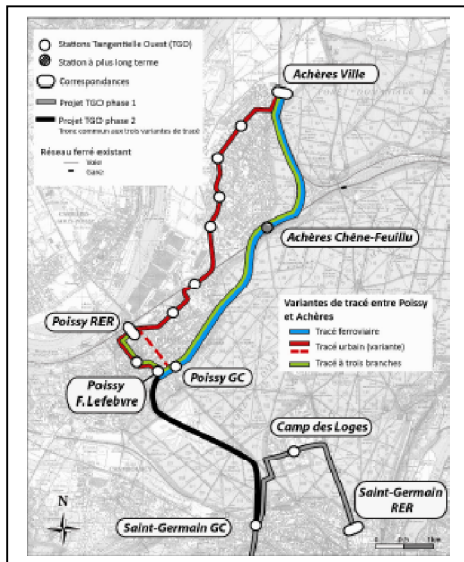 Stations Tangentielle Ouest (TGO)
Station à plus long terme
Correspondances
Projet TGO phase 1
Projet TGO phase 2
Tronc commun aux trois variantes de tracé
Réseau ferré existant
Voie
Gare
Achères Ville
Achères Chêne-Feuillu
Variantes de tracé entre Poissy
et Achères
Tracé ferroviaire
Tracé urbain (variante)
Tracé à trois branches
Poissy RER
Poissy GC
Poissy
F. Lefebvre
Camp des Loges
Saint-Germain
RER
Saint-Germain GC
N
0
1km